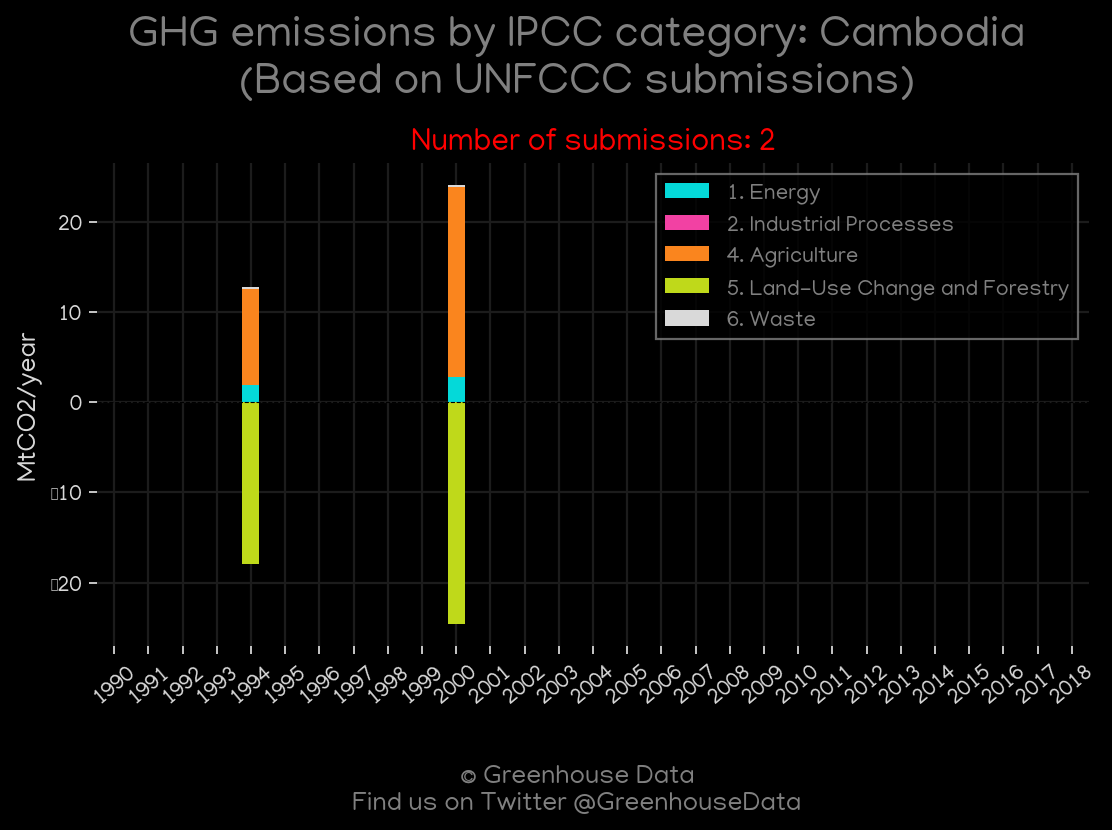 GHG emissions by IPCC category: Cambodia
(Based on UNFCCC submissions)
Number of submissions: 2
1. Energy
2. Industrial Processes
4. Agriculture
5. Land-Use Change and Forestry
6. Waste
MtCO2/year
20
10
0
▯10
▯20
1990 1991 1992 1993 1994 1995 1996 1997 1998 1999 2000 2001 2002 2003 2004 2005 2006 2007 2008 2009 2010 2011 2012 2013 2014 2015 2016 2017 2018
© Greenhouse Data
Find us on Twitter @GreenhouseData